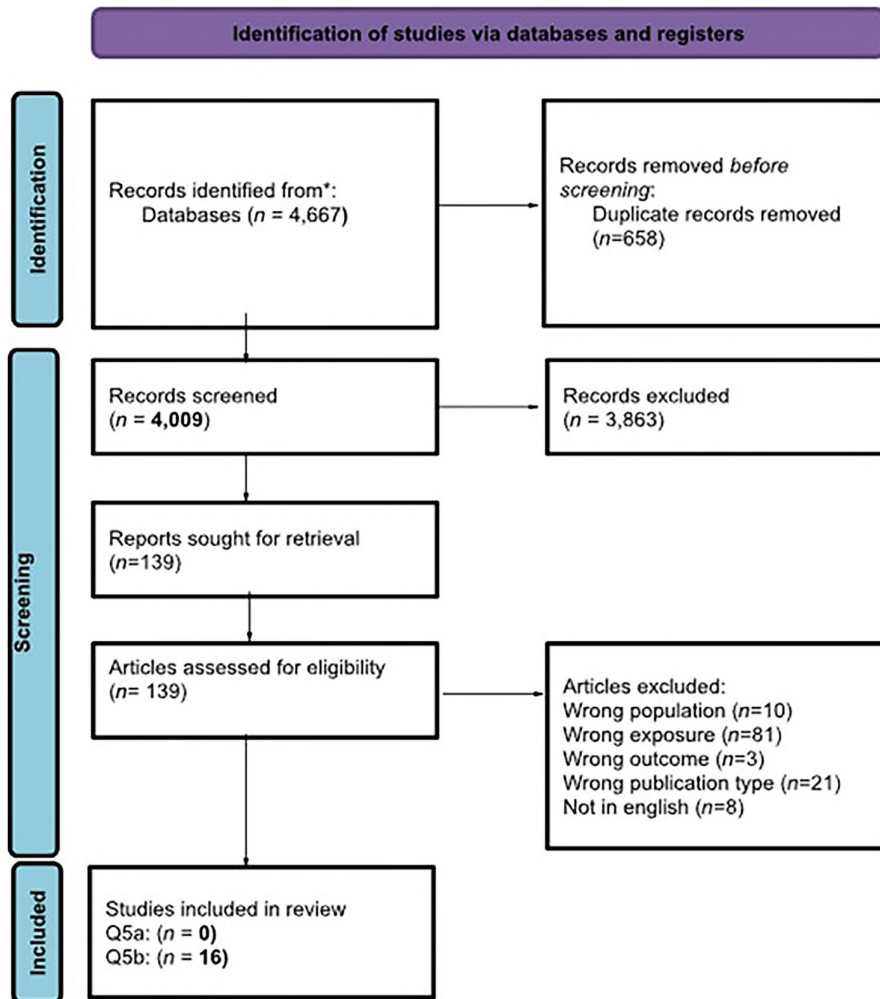 Identification of studies via databases and registers
Identification
Records identified from*:
Databases (n = 4,667)
Records removed before
screening:
Duplicate records removed
(n=658)
Screening
Records screened
(n = 4,009)
Records excluded
(n = 3,863)
Reports sought for retrieval
(n=139)
Articles assessed for eligibility
(n= 139)
Articles excluded:
Wrong population (n=10)
Wrong exposure (n=81)
Wrong outcome (n=3)
Wrong publication type (n=21)
Not in english (n=8)
Included
Studies included in review
Q5a: (n = 0)
Q5b: (n = 16)